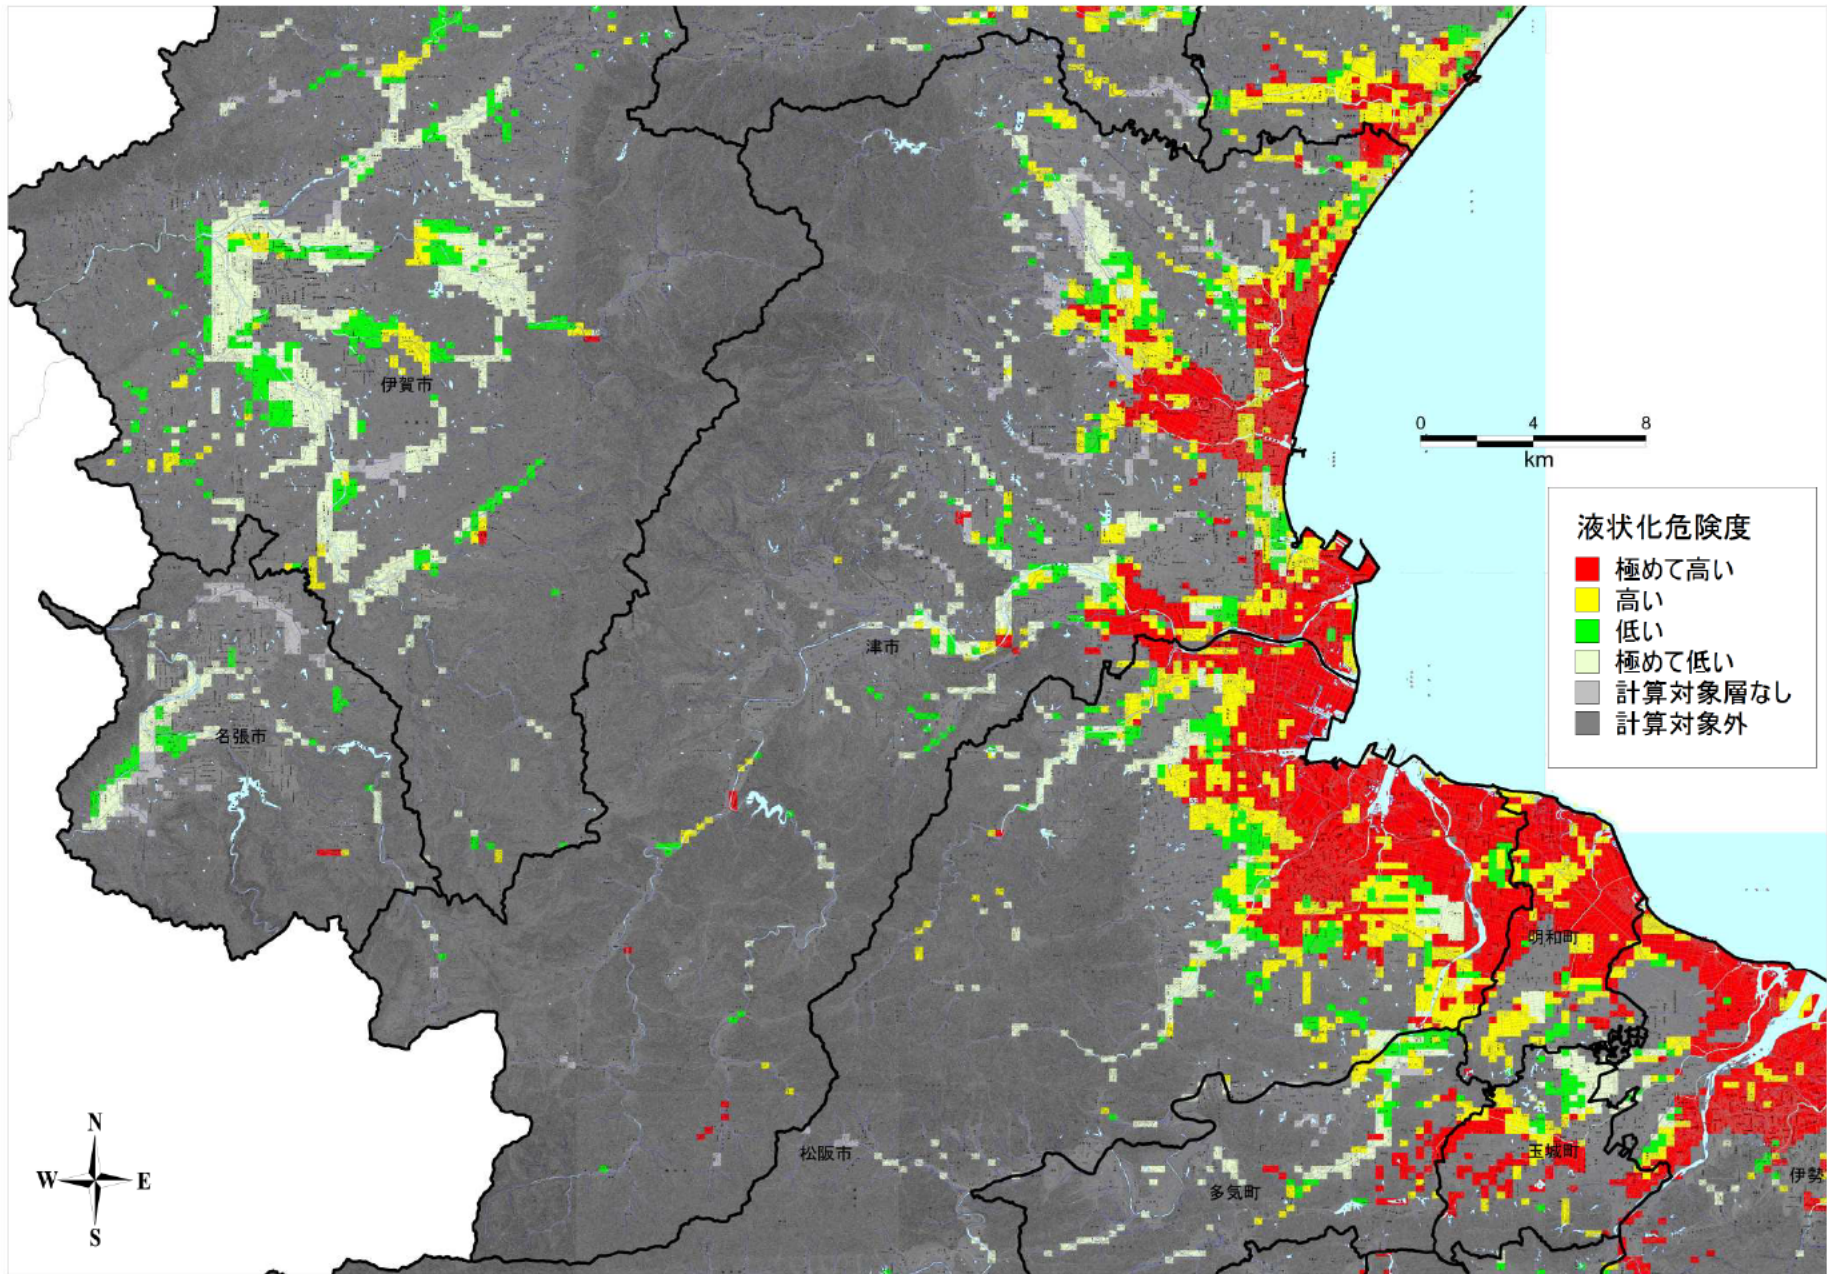 伊賀市
0 4 8
km
液状化危険度
極めて高い
高い
低い
極めて低い
計算対象層なし
計算対象外
津市
名張市
明和町
松阪市
玉城町
多気町
伊勢
N
W E
S